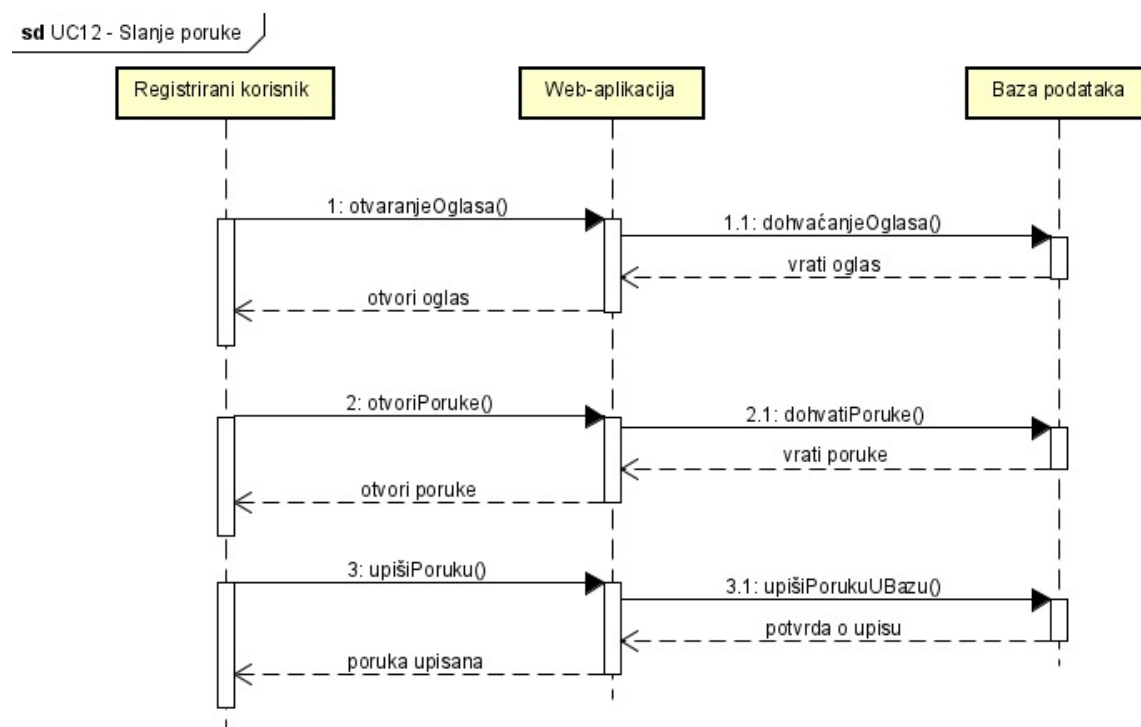 sd UC12 - Slanje poruke
Registrirani korisnik
Web-aplikacija
Baza podataka
1: otvaranjeOglasa()
1.1: dohvaćanjeOglasa()
vrati oglas
otvori oglas
2: otvoriPoruke()
2.1: dohvatiPoruke()
vrati poruke
otvori poruke
3: upišiPoruku()
3.1: upišiPorukuUBazu()
potvrda o upisu
poruka upisana